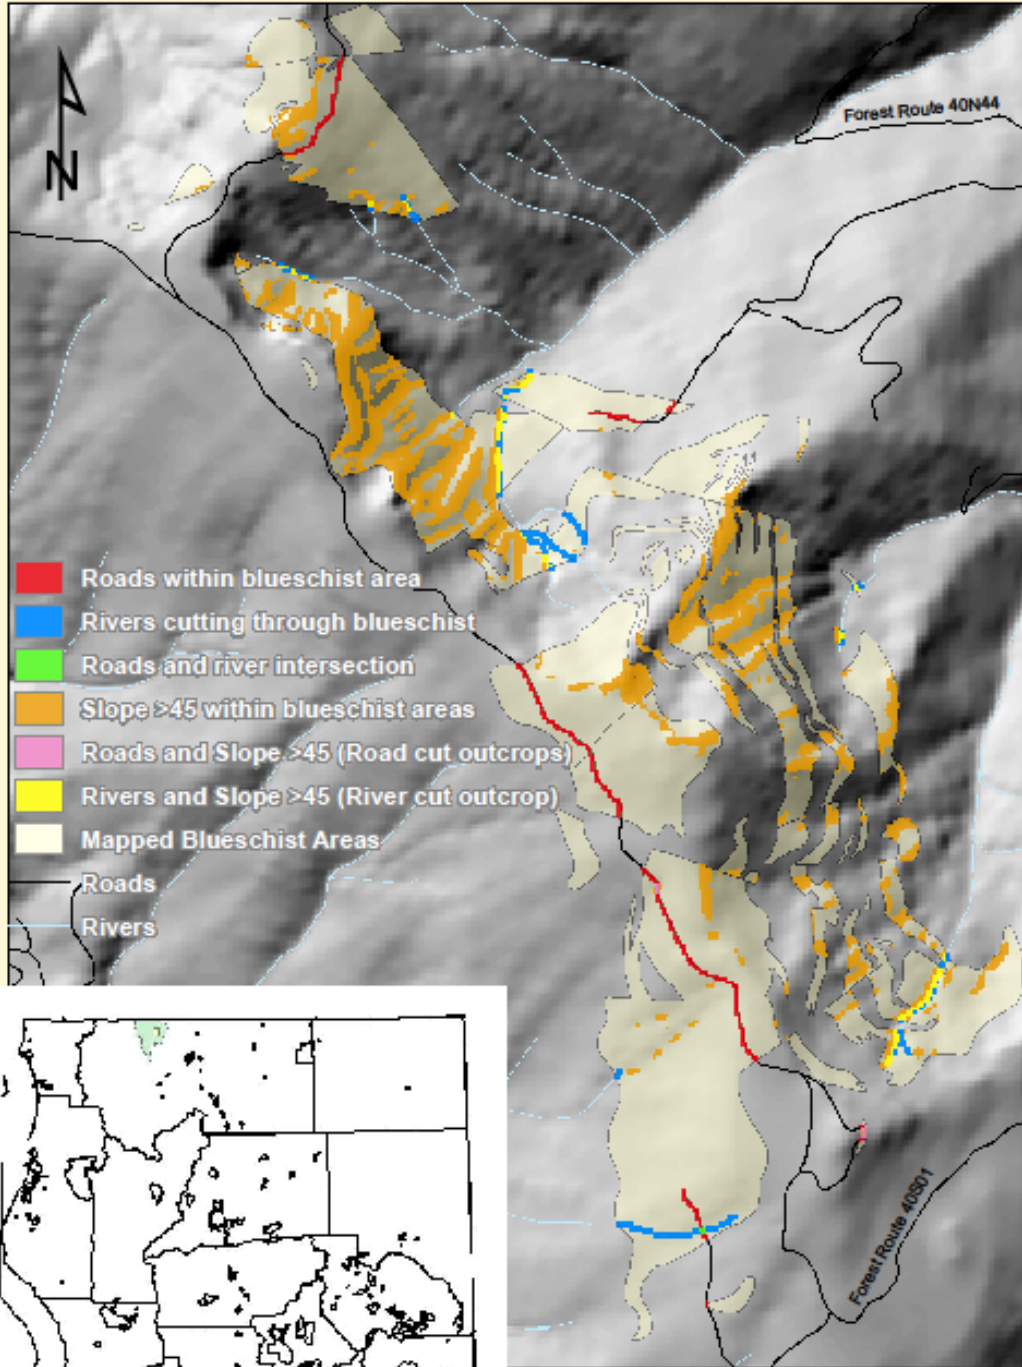 Forest Route 40N44
N
Roads within blueschist area
Rivers cutting through blueschist
Roads and river intersection
Slope >45 within blueschist areas
Roads and Slope >45 (Road cut outcrops)
Rivers and Slope >45 (River cut outcrop)
Mapped Blueschist Areas
Roads
Rivers
Forest Route 40S01